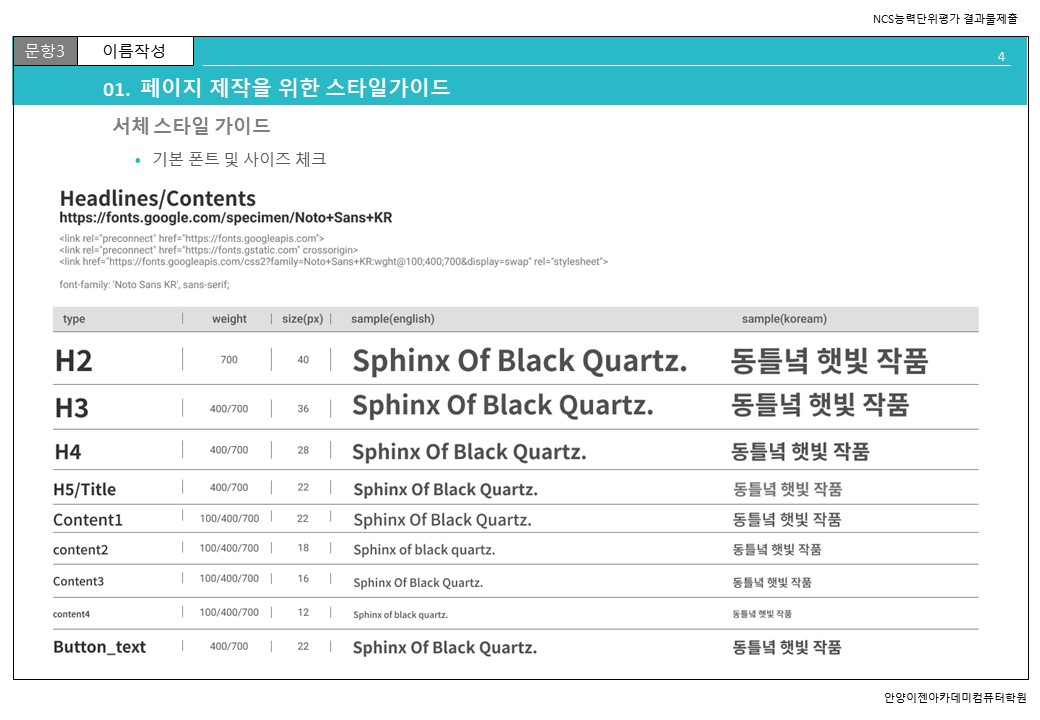 NCS능력단위평가 결과물제출
문항3 이름작성
4
01. 페이지 제작을 위한 스타일가이드
서체 스타일 가이드
• 기본 폰트 및 사이즈 체크
Headlines/Contents
https://fonts.google.com/specimen/Noto+Sans+KR
<link rel="preconnect" href="https://fonts.googleapis.com">
<link rel="preconnect" href="https://fonts.gstatic.com" crossorigin>
<link href="https://fonts.googleapis.com/css2?family=Noto+Sans+KR:wght@100;400;700&display=swap" rel="stylesheet">
font-family: 'Noto Sans KR', sans-serif;
type | weight | size(px) | sample(english) sample(koream)
H2 | 700 | 40 | Sphinx Of Black Quartz. 동틀녘 햇빛 작품
H3 | 400/700 | 36 | Sphinx Of Black Quartz. 동틀녘 햇빛 작품
H4 | 400/700 | 28 | Sphinx Of Black Quartz. 동틀녘 햇빛 작품
H5/Title | 400/700 | 22 | Sphinx Of Black Quartz. 동틀녘 햇빛 작품
Content1 | 100/400/700 | 22 | Sphinx Of Black Quartz. 동틀녘 햇빛 작품
content2 | 100/400/700 | 18 | Sphinx of black quartz. 동틀녘 햇빛 작품
Content3 | 100/400/700 | 16 | Sphinx Of Black Quartz. 동틀녘 햇빛 작품
content4 | 100/400/700 | 12 | Sphinx of black quartz. 동틀녘 햇빛 작품
Button_text | 400/700 | 22 | Sphinx Of Black Quartz. 동틀녘 햇빛 작품
안양이젠아카데미컴퓨터학원